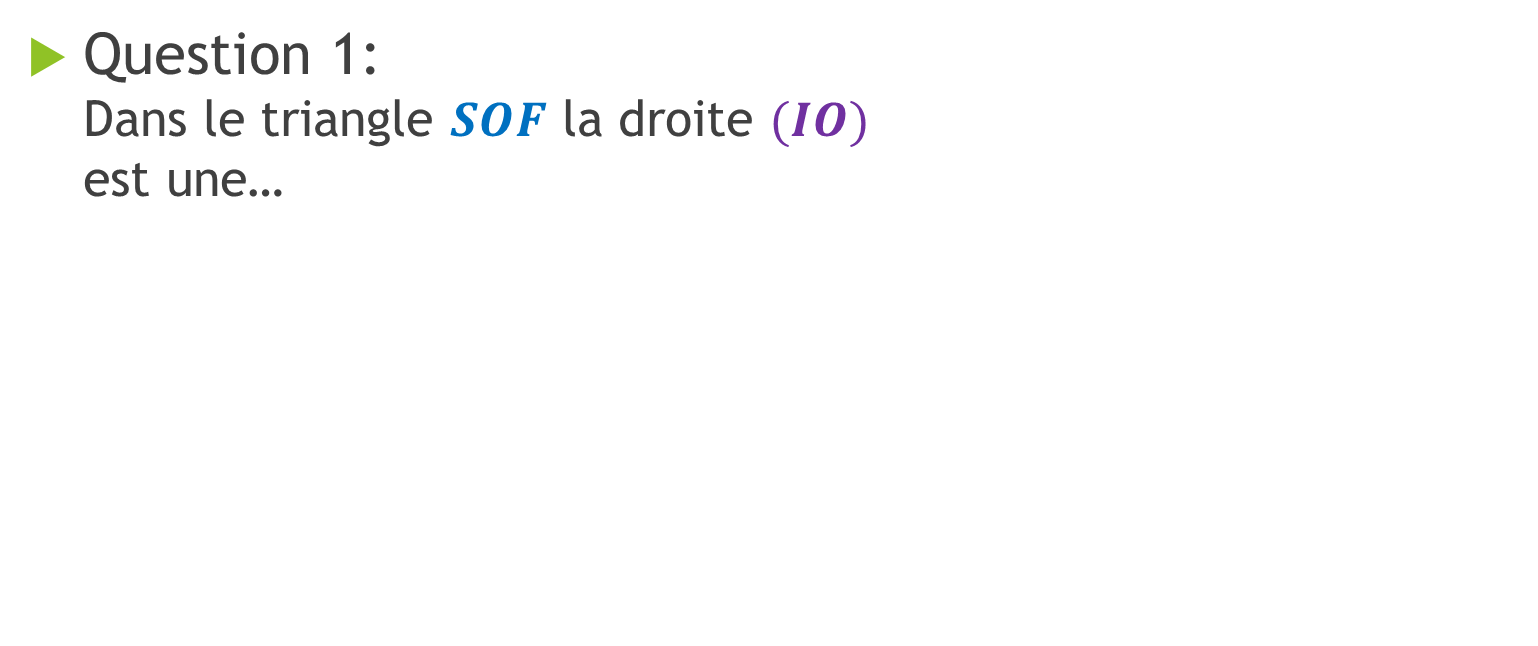 Question 1:
Dans le triangle SOF la droite (IO)
est une…